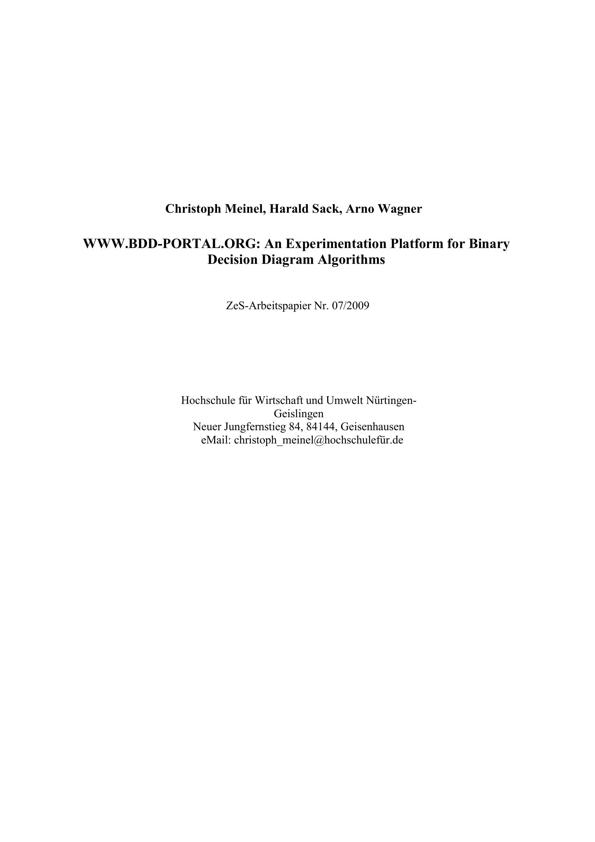 Christoph Meinel, Harald Sack, Arno Wagner
WWW.BDD-PORTAL.ORG: An Experimentation Platform for Binary
Decision Diagram Algorithms
ZeS-Arbeitspapier Nr. 07/2009
Hochschule für Wirtschaft und Umwelt Nürtingen-
Geislingen
Neuer Jungfernstieg 84, 84144, Geisenhausen
eMail: christoph_meinel@hochschulefür.de